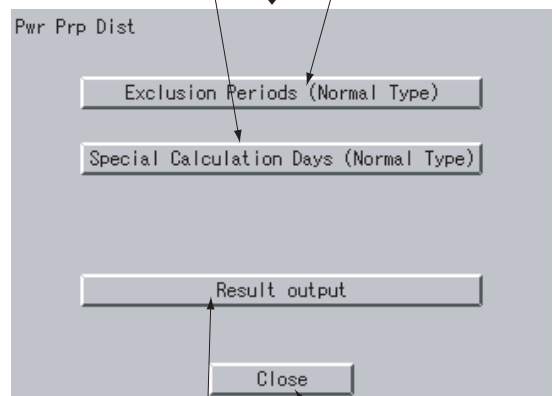 Pwr Prp Dist
Exclusion Periods (Normal Type)
Special Calculation Days (Normal Type)
Result output
Close